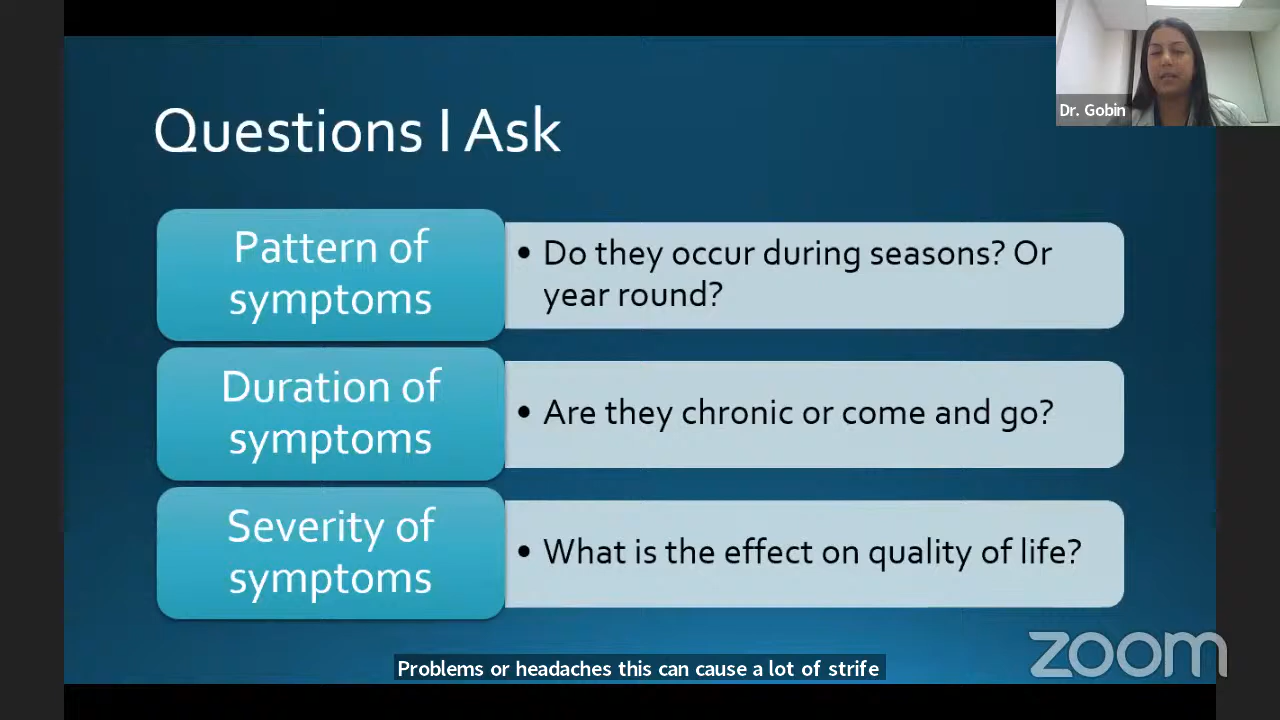 Dr. Gobin
Questions I Ask
Pattern of
symptoms
• Do they occur during seasons? Or
year round?
Duration of
symptoms
• Are they chronic or come and go?
Severity of
symptoms
• What is the effect on quality of life?
zoom
Problems or headaches this can cause a lot of strife